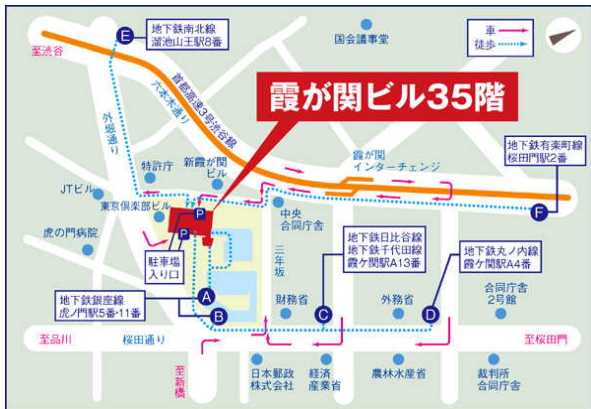 地下鉄南北線
溜池山王駅8番
E
至渋谷
国会議事堂
車
徒歩
首都高速3号渋谷線
六本木通り
外堀通り
霞が関ビル35階
地下鉄有楽町線
桜田門駅2番
霞が関
インターチェンジ
特許庁
新霞が関
ビル
JTビル
東京倶楽部ビル
P
P
F
中央
合同庁舎
虎の門病院
駐車場
入り口
三年坂
地下鉄日比谷線
地下鉄千代田線
霞ケ関駅A13番
地下鉄丸ノ内線
霞ケ関駅A4番
地下鉄銀座線
虎ノ門駅5番・11番
A
B
財務省
C
外務省
D
合同庁舎
2号館
至品川
桜田通り
至桜田門
至新橋
日本郵政
株式会社
経済
産業省
農林水産省
裁判所
合同庁舎